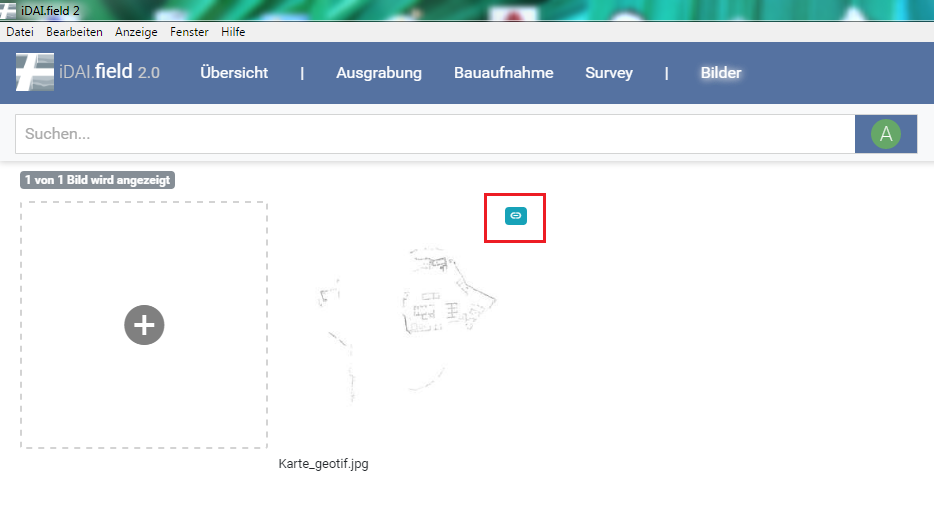 iDAI.field 2
Datei Bearbeiten Anzeige Fenster Hilfe
iDAI.field 2.0 Übersicht | Ausgrabung Bauaufnahme Survey | Bilder
Suchen... A
1 von 1 Bild wird angezeigt
Karte_geotif.jpg